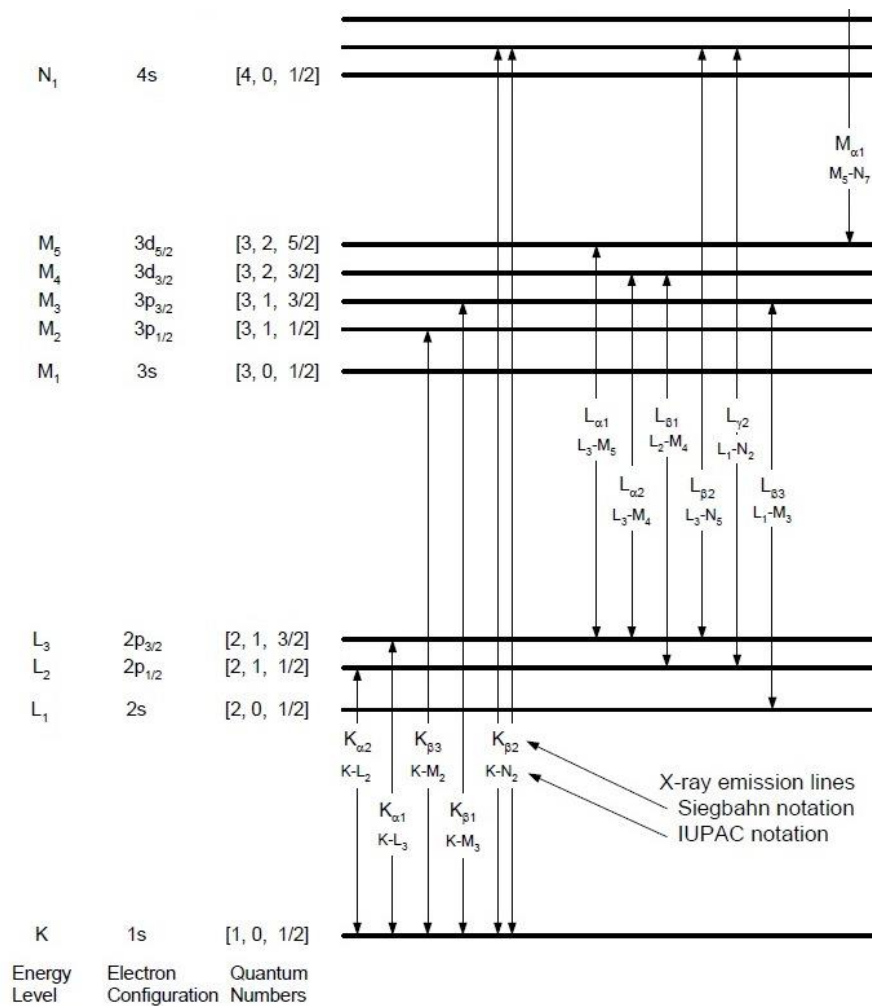 N₁ 4s [4, 0, 1/2]
Mα1
M₅-N₇
M₅ 3d₅/₂ [3, 2, 5/2]
M₄ 3d₃/₂ [3, 2, 3/2]
M₃ 3p₃/₂ [3, 1, 3/2]
M₂ 3p₁/₂ [3, 1, 1/2]
M₁ 3s [3, 0, 1/2]
Lα1 Lβ1 Lγ2
L₃-M₅ L₂-M₄ L₁-N₂
Lα2 Lβ2 Lβ3
L₃-M₄ L₃-N₅ L₁-M₃
L₃ 2p₃/₂ [2, 1, 3/2]
L₂ 2p₁/₂ [2, 1, 1/2]
L₁ 2s [2, 0, 1/2]
Kα2 Kβ3 Kβ2
K-L₂ K-M₂ K-N₂
X-ray emission lines
Siegbahn notation
IUPAC notation
Kα1 Kβ1
K-L₃ K-M₃
K 1s [1, 0, 1/2]
Energy Electron Quantum
Level Configuration Numbers